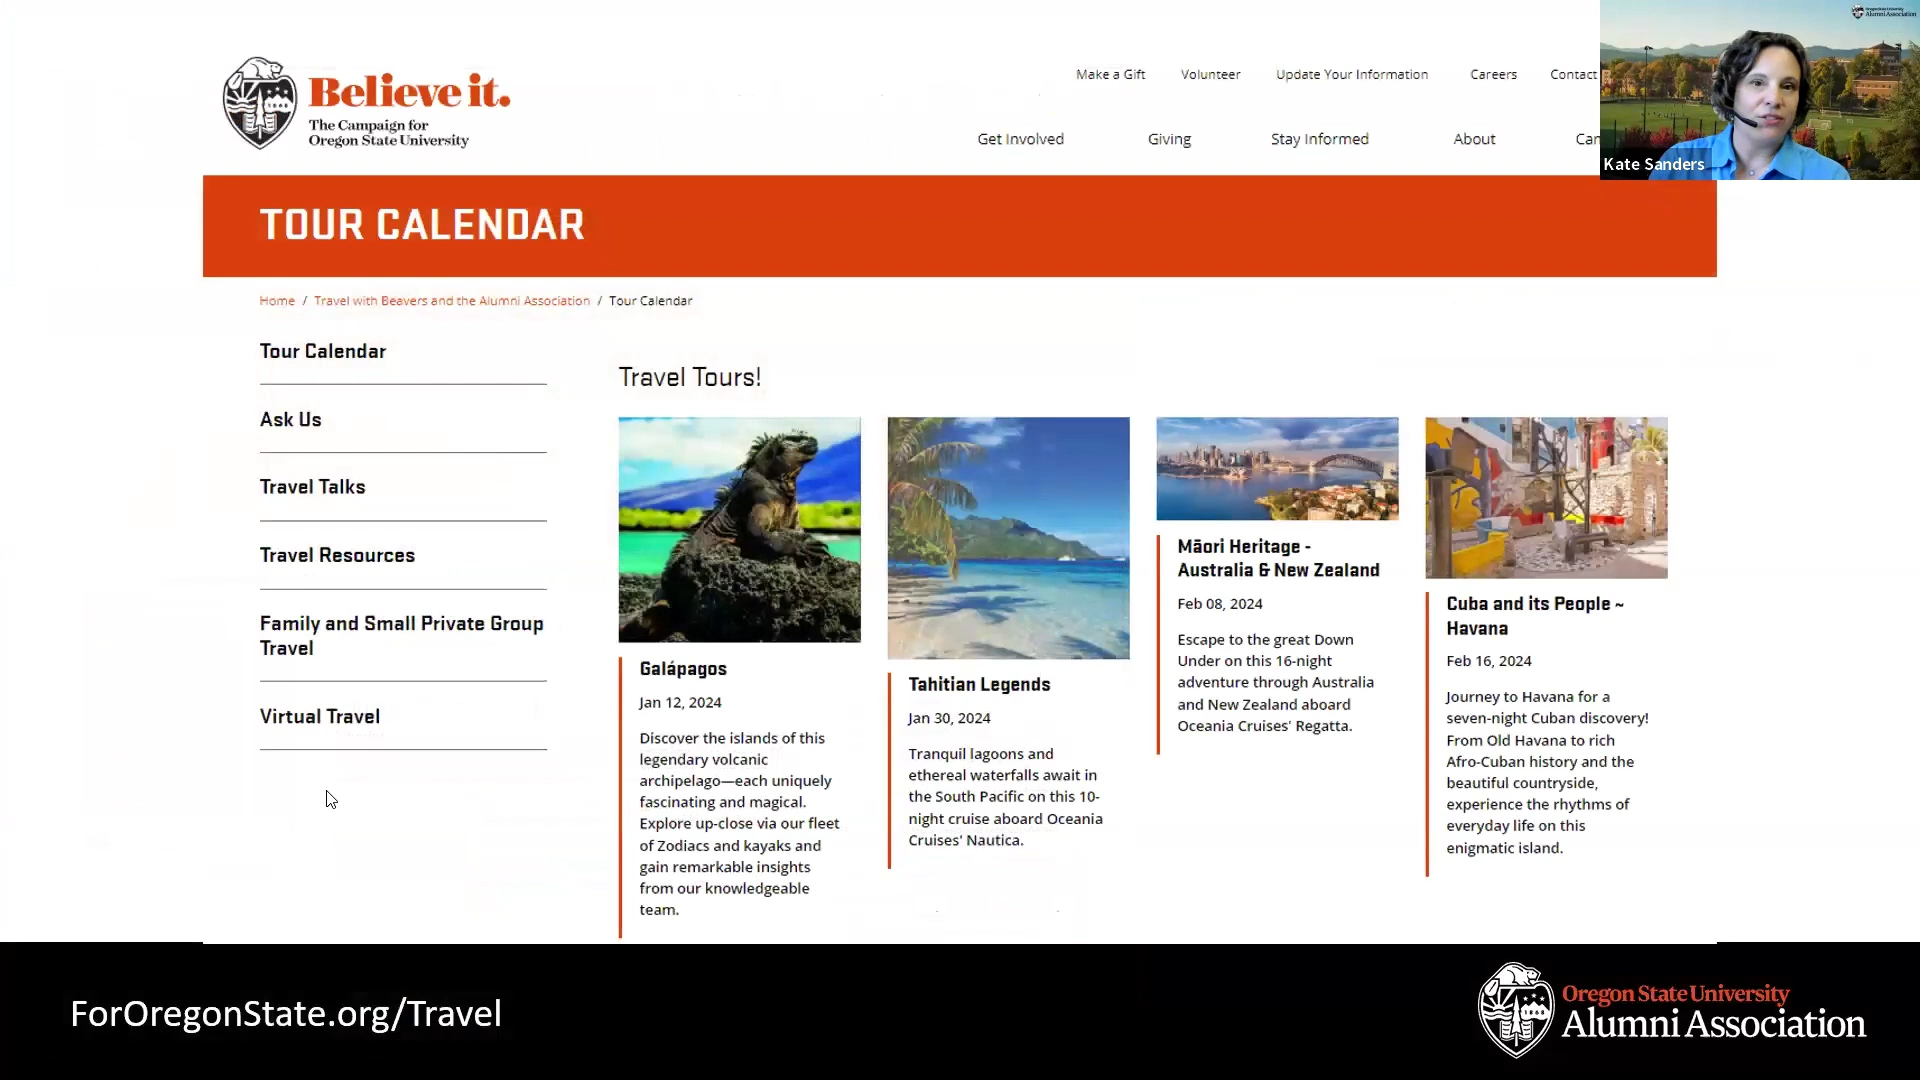 Believe it.
The Campaign for
Oregon State University
Make a Gift
Volunteer
Update Your Information
Careers
Contact
Get Involved
Giving
Stay Informed
About
Oregon State University
Alumni Association
Kate Sanders
TOUR CALENDAR
Home / Travel with Beavers and the Alumni Association / Tour Calendar
Tour Calendar
Ask Us
Travel Talks
Travel Resources
Family and Small Private Group
Travel
Virtual Travel
Travel Tours!
Galápagos
Jan 12, 2024
Discover the islands of this
legendary volcanic
archipelago—each uniquely
fascinating and magical.
Explore up-close via our fleet
of Zodiacs and kayaks and
gain remarkable insights
from our knowledgeable
team.
Tahitian Legends
Jan 30, 2024
Tranquil lagoons and
ethereal waterfalls await in
the South Pacific on this 10-
night cruise aboard Oceania
Cruises' Nautica.
Māori Heritage -
Australia & New Zealand
Feb 08, 2024
Escape to the great Down
Under on this 16-night
adventure through Australia
and New Zealand aboard
Oceania Cruises' Regatta.
Cuba and its People ~
Havana
Feb 16, 2024
Journey to Havana for a
seven-night Cuban discovery!
From Old Havana to rich
Afro-Cuban history and the
beautiful countryside,
experience the rhythms of
everyday life on this
enigmatic island.
ForOregonState.org/Travel
1868
Oregon State University
Alumni Association